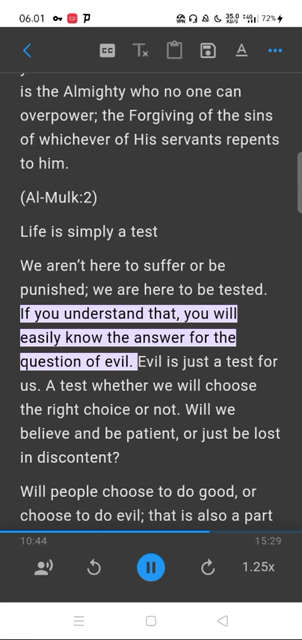 06.01
35.0
KB/S
72%
CC
is the Almighty who no one can
overpower; the Forgiving of the sins
of whichever of His servants repents
to him.
(Al-Mulk:2)
Life is simply a test
We aren’t here to suffer or be
punished; we are here to be tested.
If you understand that, you will
easily know the answer for the
question of evil. Evil is just a test for
us. A test whether we will choose
the right choice or not. Will we
believe and be patient, or just be lost
in discontent?
Will people choose to do good, or
choose to do evil; that is also a part
10:44
15:29
1.25x